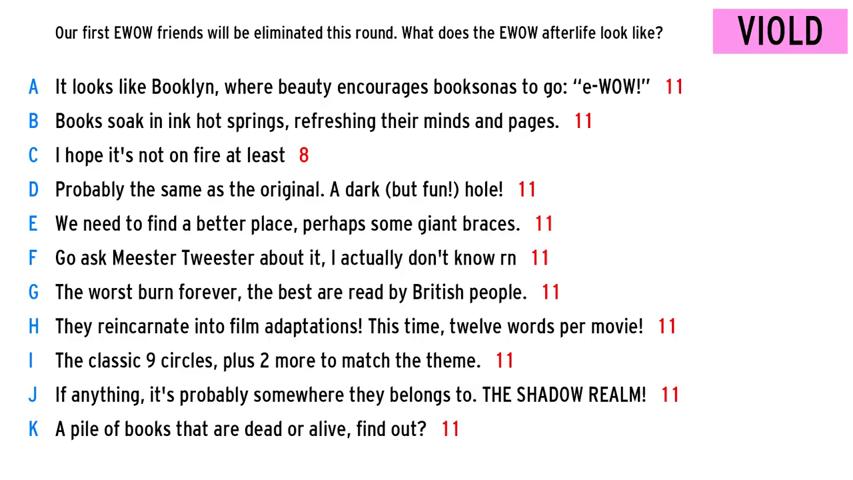 Our first EWOW friends will be eliminated this round. What does the EWOW afterlife look like?
VIOLD
A It looks like Booklyn, where beauty encourages booksonas to go: “e-WOW!” 11
B Books soak in ink hot springs, refreshing their minds and pages. 11
C I hope it's not on fire at least 8
D Probably the same as the original. A dark (but fun!) hole! 11
E We need to find a better place, perhaps some giant braces. 11
F Go ask Meester Tweester about it, I actually don't know rn 11
G The worst burn forever, the best are read by British people. 11
H They reincarnate into film adaptations! This time, twelve words per movie! 11
I The classic 9 circles, plus 2 more to match the theme. 11
J If anything, it's probably somewhere they belongs to. THE SHADOW REALM! 11
K A pile of books that are dead or alive, find out? 11